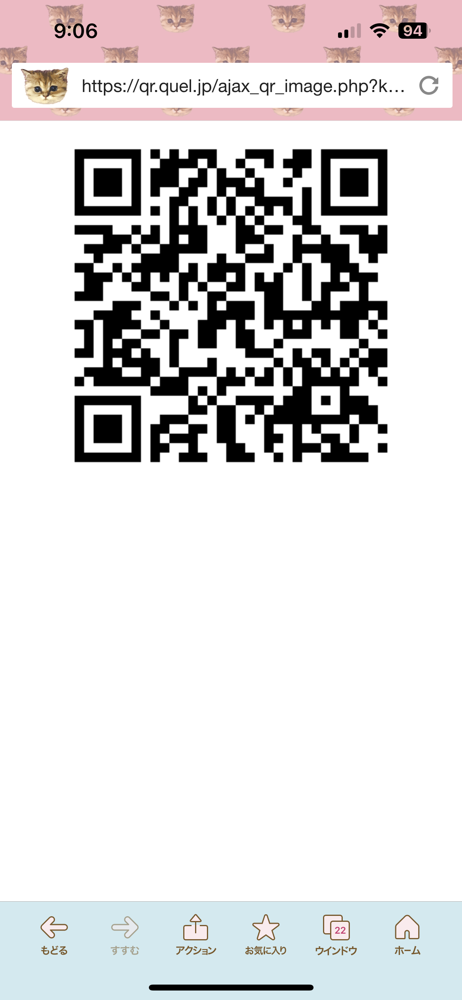 9:06
94
https://qr.quel.jp/ajax_qr_image.php?k...
22
もどる
すすむ
アクション
お気に入り
ウインドウ
ホーム